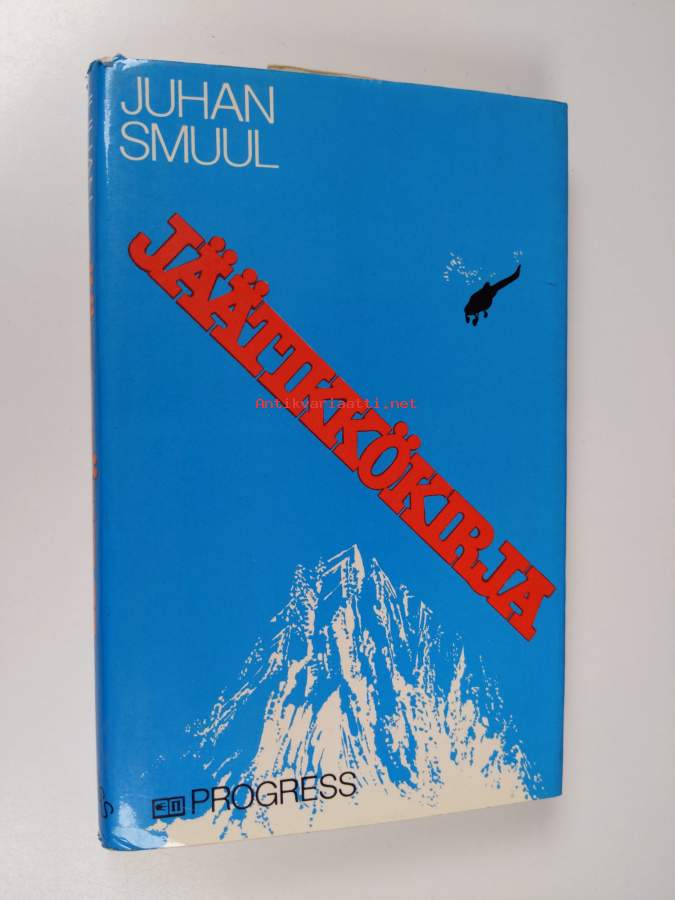 JUHAN
SMUUL
JÄÄTIKKÖKIRJA
Antikvariaatti.net
PROGRESS